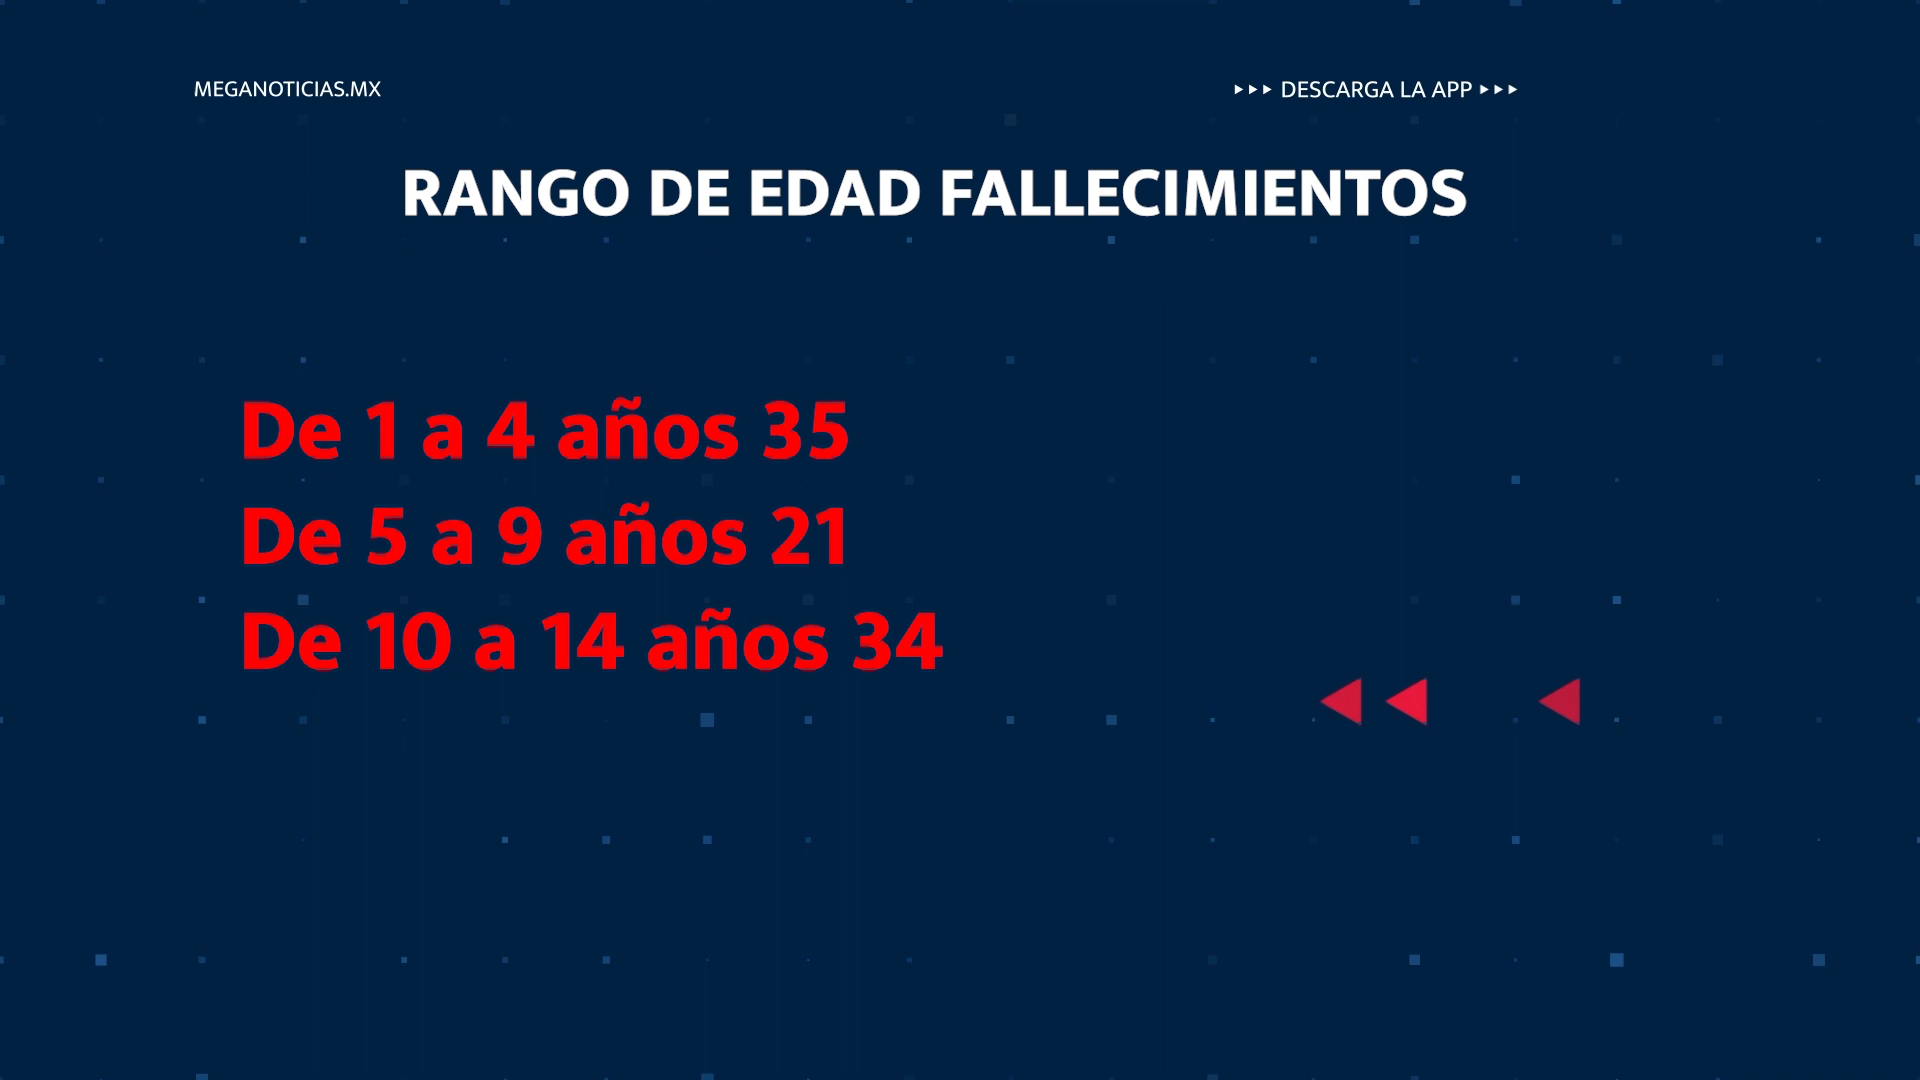 MEGANOTICIAS.MX
DESCARGA LA APP
RANGO DE EDAD FALLECIMIENTOS
De 1 a 4 años 35
De 5 a 9 años 21
De 10 a 14 años 34